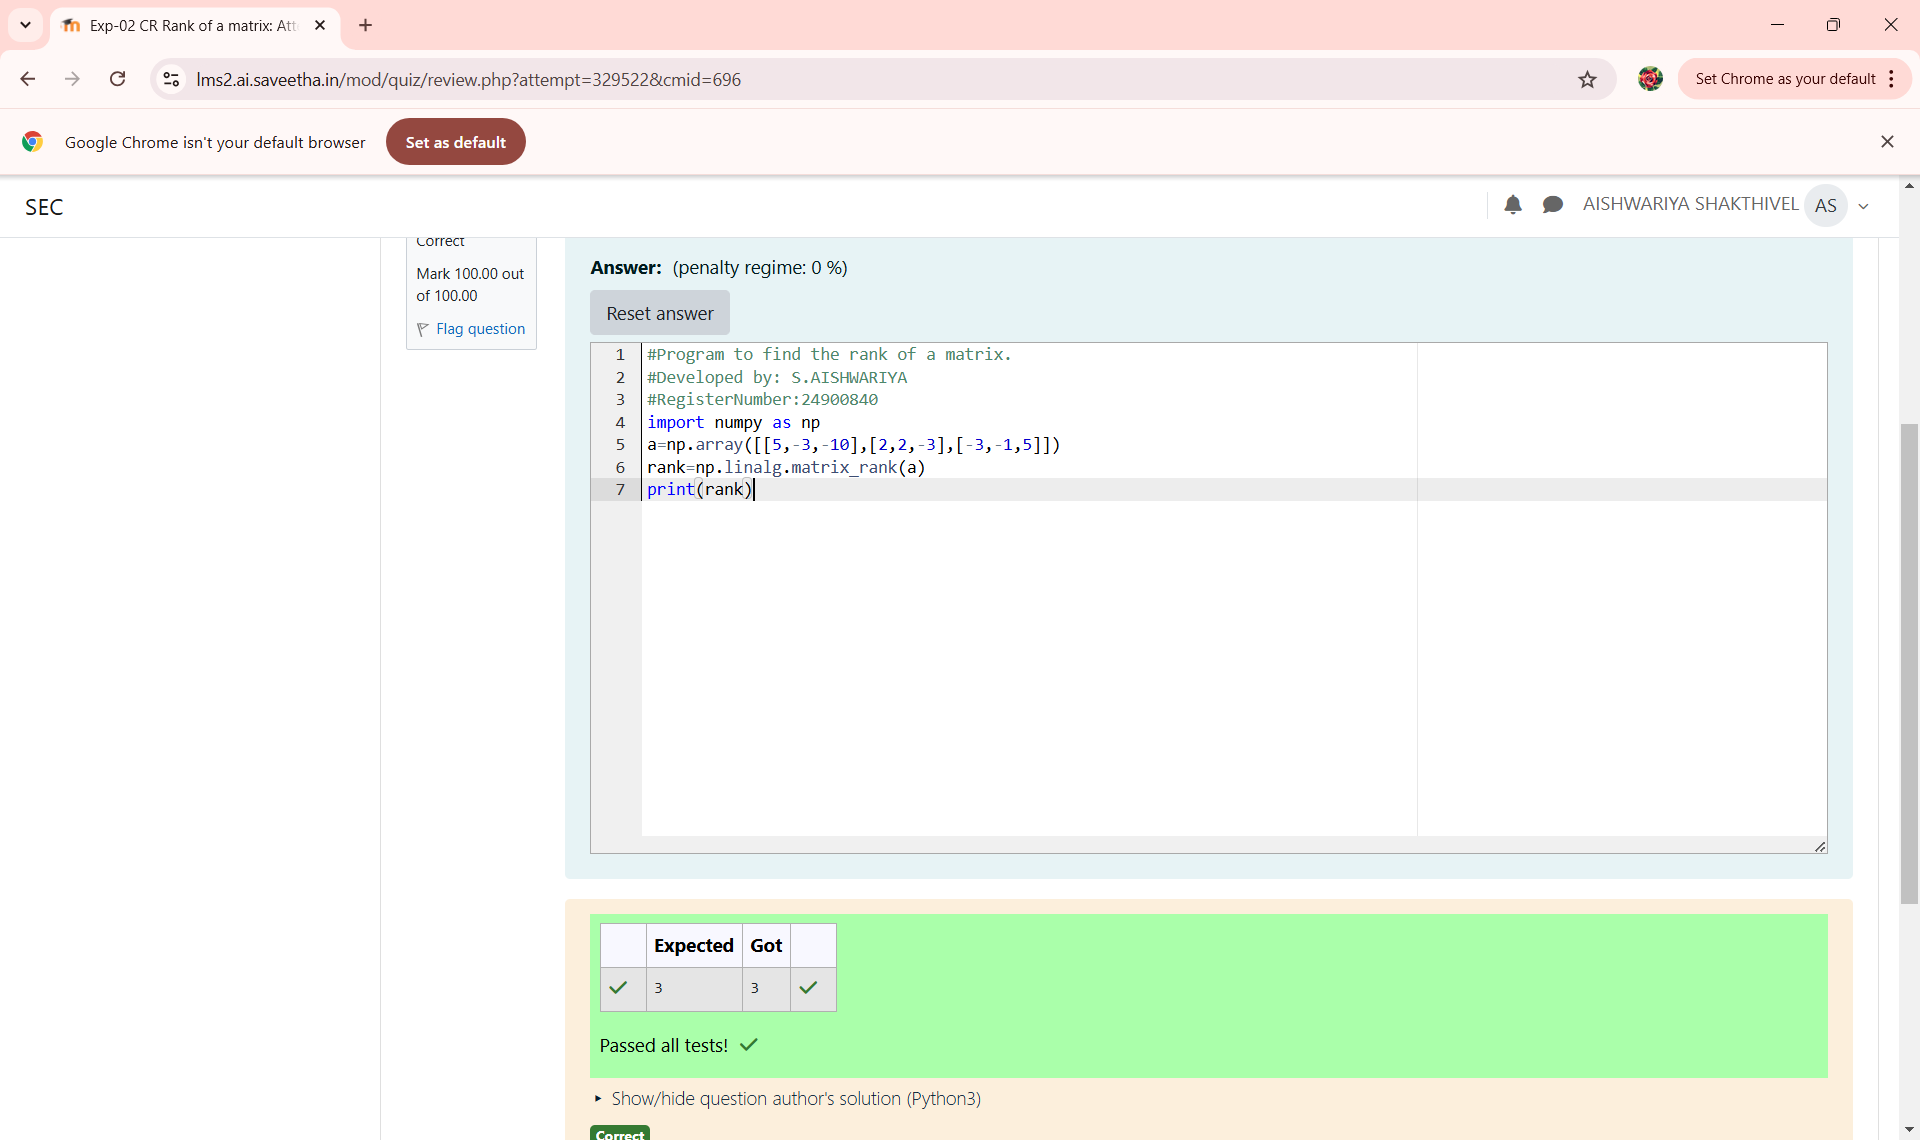 Exp-02 CR Rank of a matrix: Att
lms2.ai.saveetha.in/mod/quiz/review.php?attempt=329522&cmid=696
Set Chrome as your default
Google Chrome isn't your default browser
Set as default
SEC
AISHWARIYA SHAKTHIVEL
AS
Correct
Mark 100.00 out
of 100.00
Flag question
Answer: (penalty regime: 0 %)
Reset answer
1 #Program to find the rank of a matrix.
2 #Developed by: S.AISHWARIYA
3 #RegisterNumber:24900840
4 import numpy as np
5 a=np.array([[5,-3,-10],[2,2,-3],[-3,-1,5]])
6 rank=np.linalg.matrix_rank(a)
7 print(rank)
Expected Got
3 3
Passed all tests!
Show/hide question author's solution (Python3)
Correct